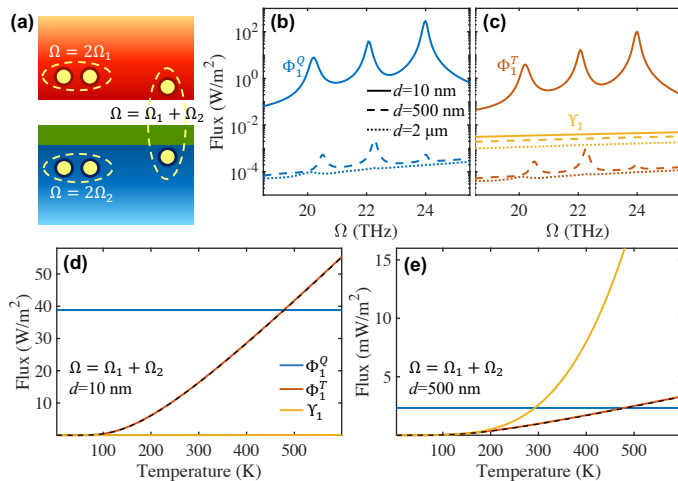 (a)
Ω = 2Ω₁
Ω = Ω₁ + Ω₂
Ω = 2Ω₂
(b)
Flux (W/m²)
10²
10⁰
10⁻²
10⁻⁴
Φ₁^Q
d=10 nm
d=500 nm
d=2 μm
20 22 24
Ω (THz)
(c)
Φ₁^T
ϒ₁
20 22 24
Ω (THz)
(d)
Flux (W/m²)
50
40
30
20
10
Ω = Ω₁ + Ω₂
d=10 nm
Φ₁^Q
Φ₁^T
ϒ₁
100 200 300 400 500
Temperature (K)
(e)
Flux (mW/m²)
15
10
5
Ω = Ω₁ + Ω₂
d=500 nm
100 200 300 400 500
Temperature (K)